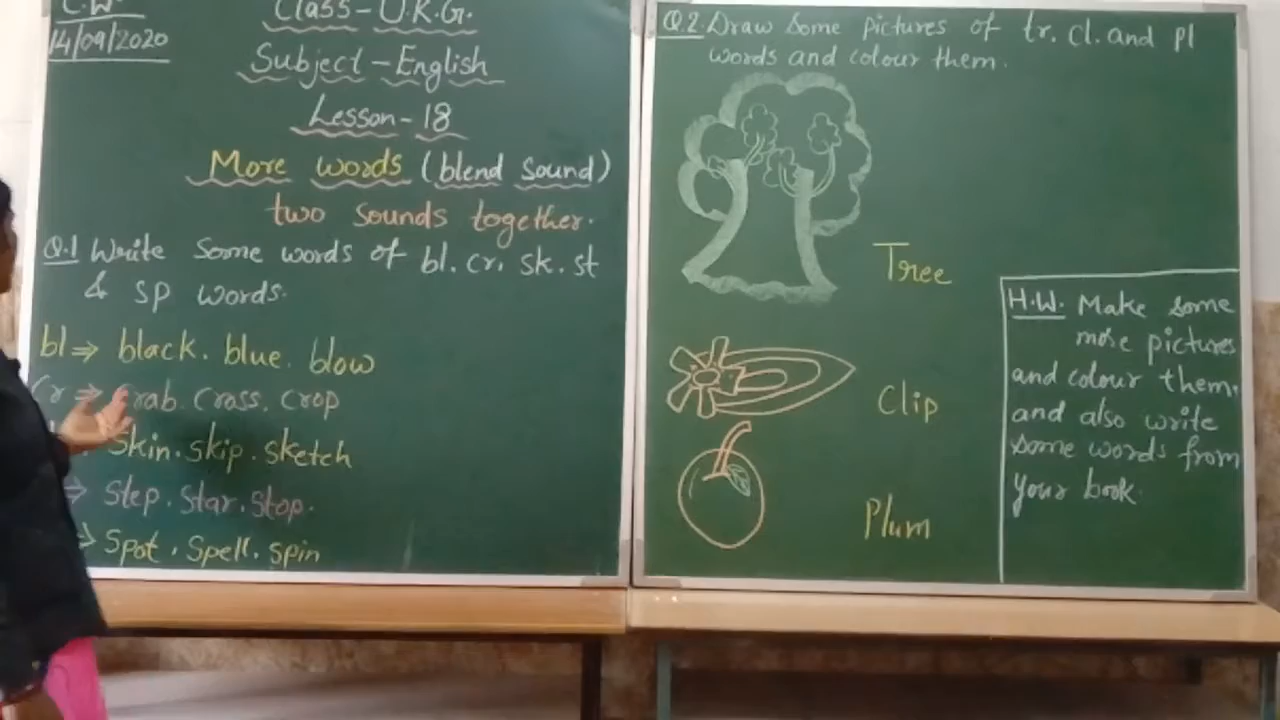 C.W.
14/09/2020
Class - U.K.G.
Subject - English
Lesson - 18
More words (blend sound)
two sounds together.
Q.1 Write some words of bl. cr. sk. st
& sp words.
bl ⇒ black. blue. blow
Cr ⇒ Crab. Crass. Crop
Skin. skip. sketch
⇒ Step. Star. Stop.
⇒ Spot. Spell. spin
Q.2. Draw some pictures of tr. cl. and pl
words and colour them.
Tree
Clip
Plum
H.W. Make some
more pictures
and colour them.
and also write
some words from
your book.